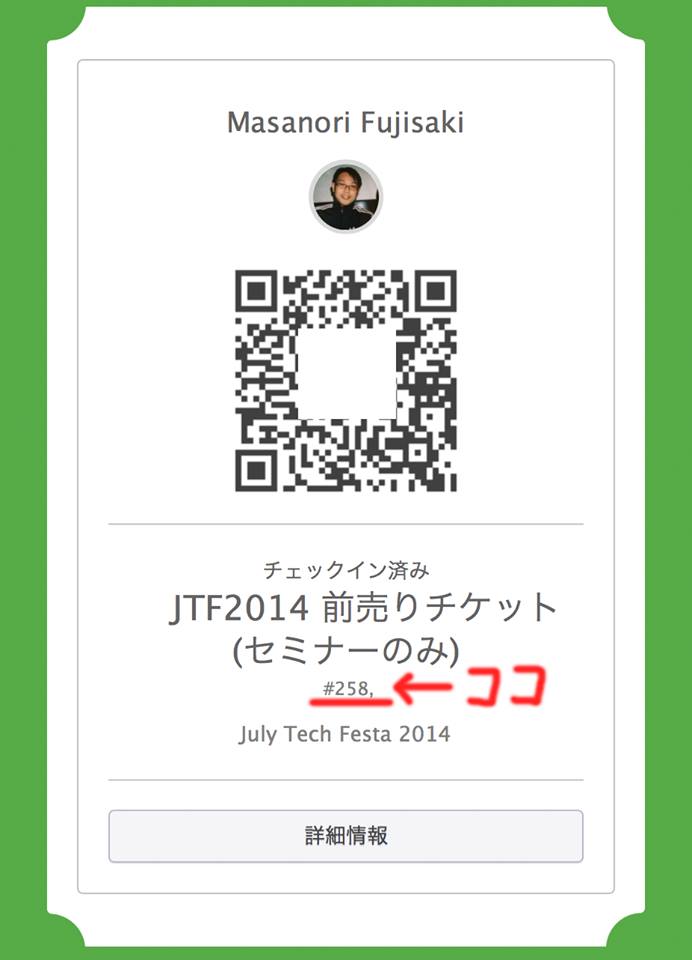 Masanori Fujisaki
チェックイン済み
JTF2014 前売りチケット
(セミナーのみ)
#258, ←ココ
July Tech Festa 2014
詳細情報